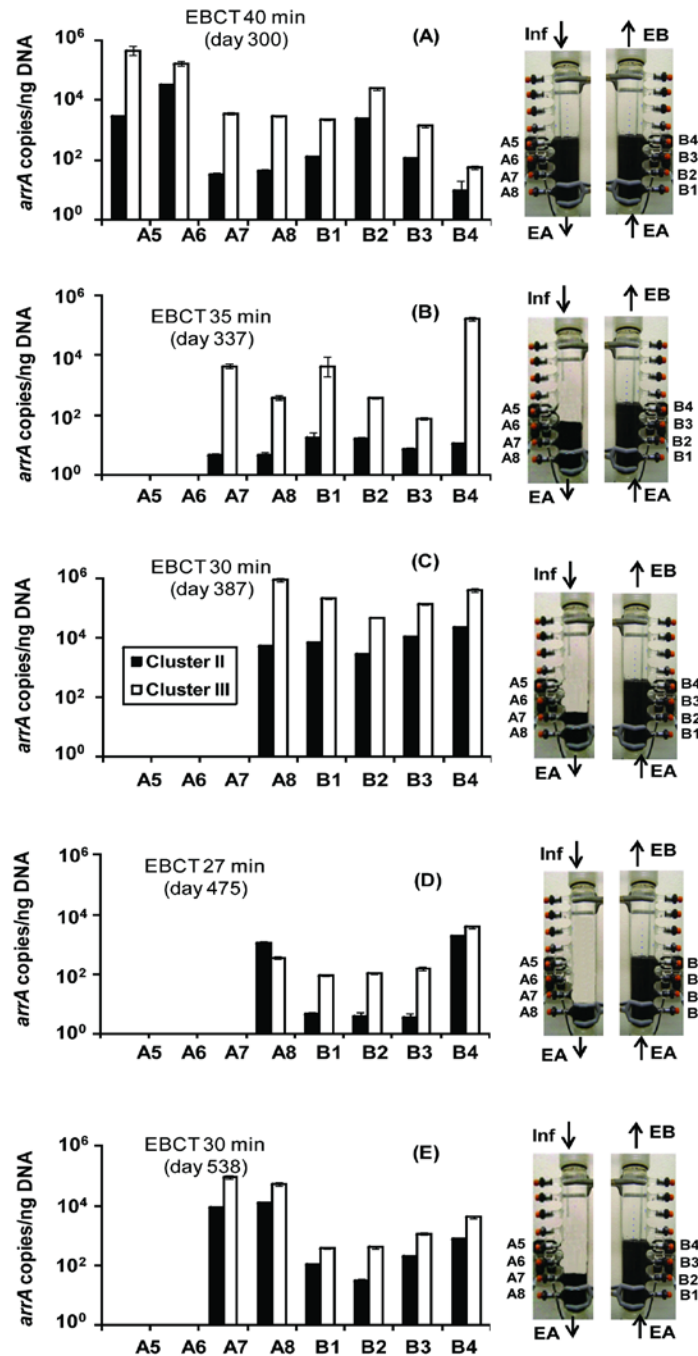 EBCT 40 min
(day 300)
(A)
arrA copies/ng DNA
10⁶
10⁴
10²
10⁰
A5 A6 A7 A8 B1 B2 B3 B4
Inf EB
A5 B4
A6 B3
A7 B2
A8 B1
EA EA
EBCT 35 min
(day 337)
(B)
arrA copies/ng DNA
10⁶
10⁴
10²
10⁰
A5 A6 A7 A8 B1 B2 B3 B4
Inf EB
A5 B4
A6 B3
A7 B2
A8 B1
EA EA
EBCT 30 min
(day 387)
(C)
arrA copies/ng DNA
10⁶
10⁴
10²
10⁰
Cluster II
Cluster III
A5 A6 A7 A8 B1 B2 B3 B4
Inf EB
A5 B4
A6 B3
A7 B2
A8 B1
EA EA
EBCT 27 min
(day 475)
(D)
arrA copies/ng DNA
10⁶
10⁴
10²
10⁰
A5 A6 A7 A8 B1 B2 B3 B4
Inf EB
A5 B
A6 B
A7 B
A8 B
EA EA
EBCT 30 min
(day 538)
(E)
arrA copies/ng DNA
10⁶
10⁴
10²
10⁰
A5 A6 A7 A8 B1 B2 B3 B4
Inf EB
A5 B4
A6 B3
A7 B2
A8 B1
EA EA